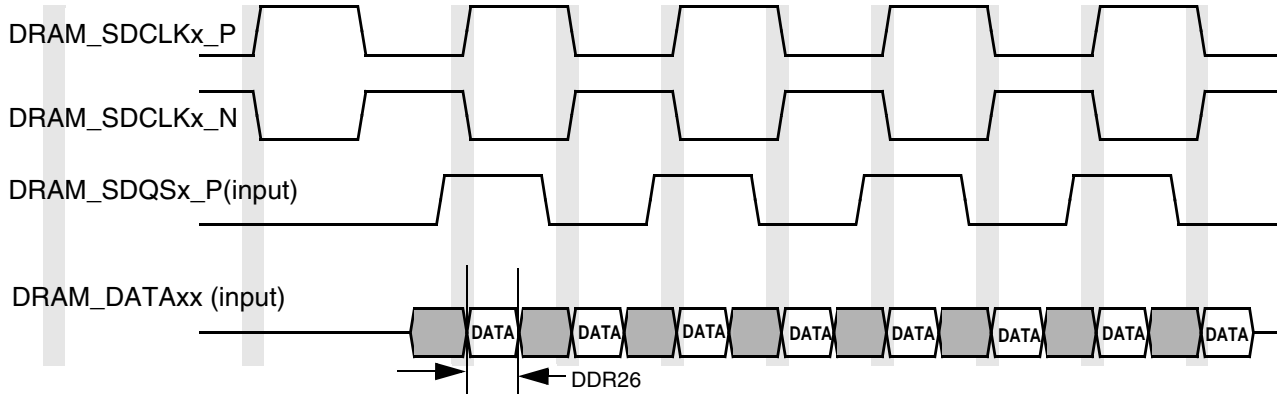 DRAM_SDCLKx_P
DRAM_SDCLKx_N
DRAM_SDQSx_P(input)
DRAM_DATAxx (input)
DATA DATA DATA DATA DATA DATA DATA DATA
DDR26